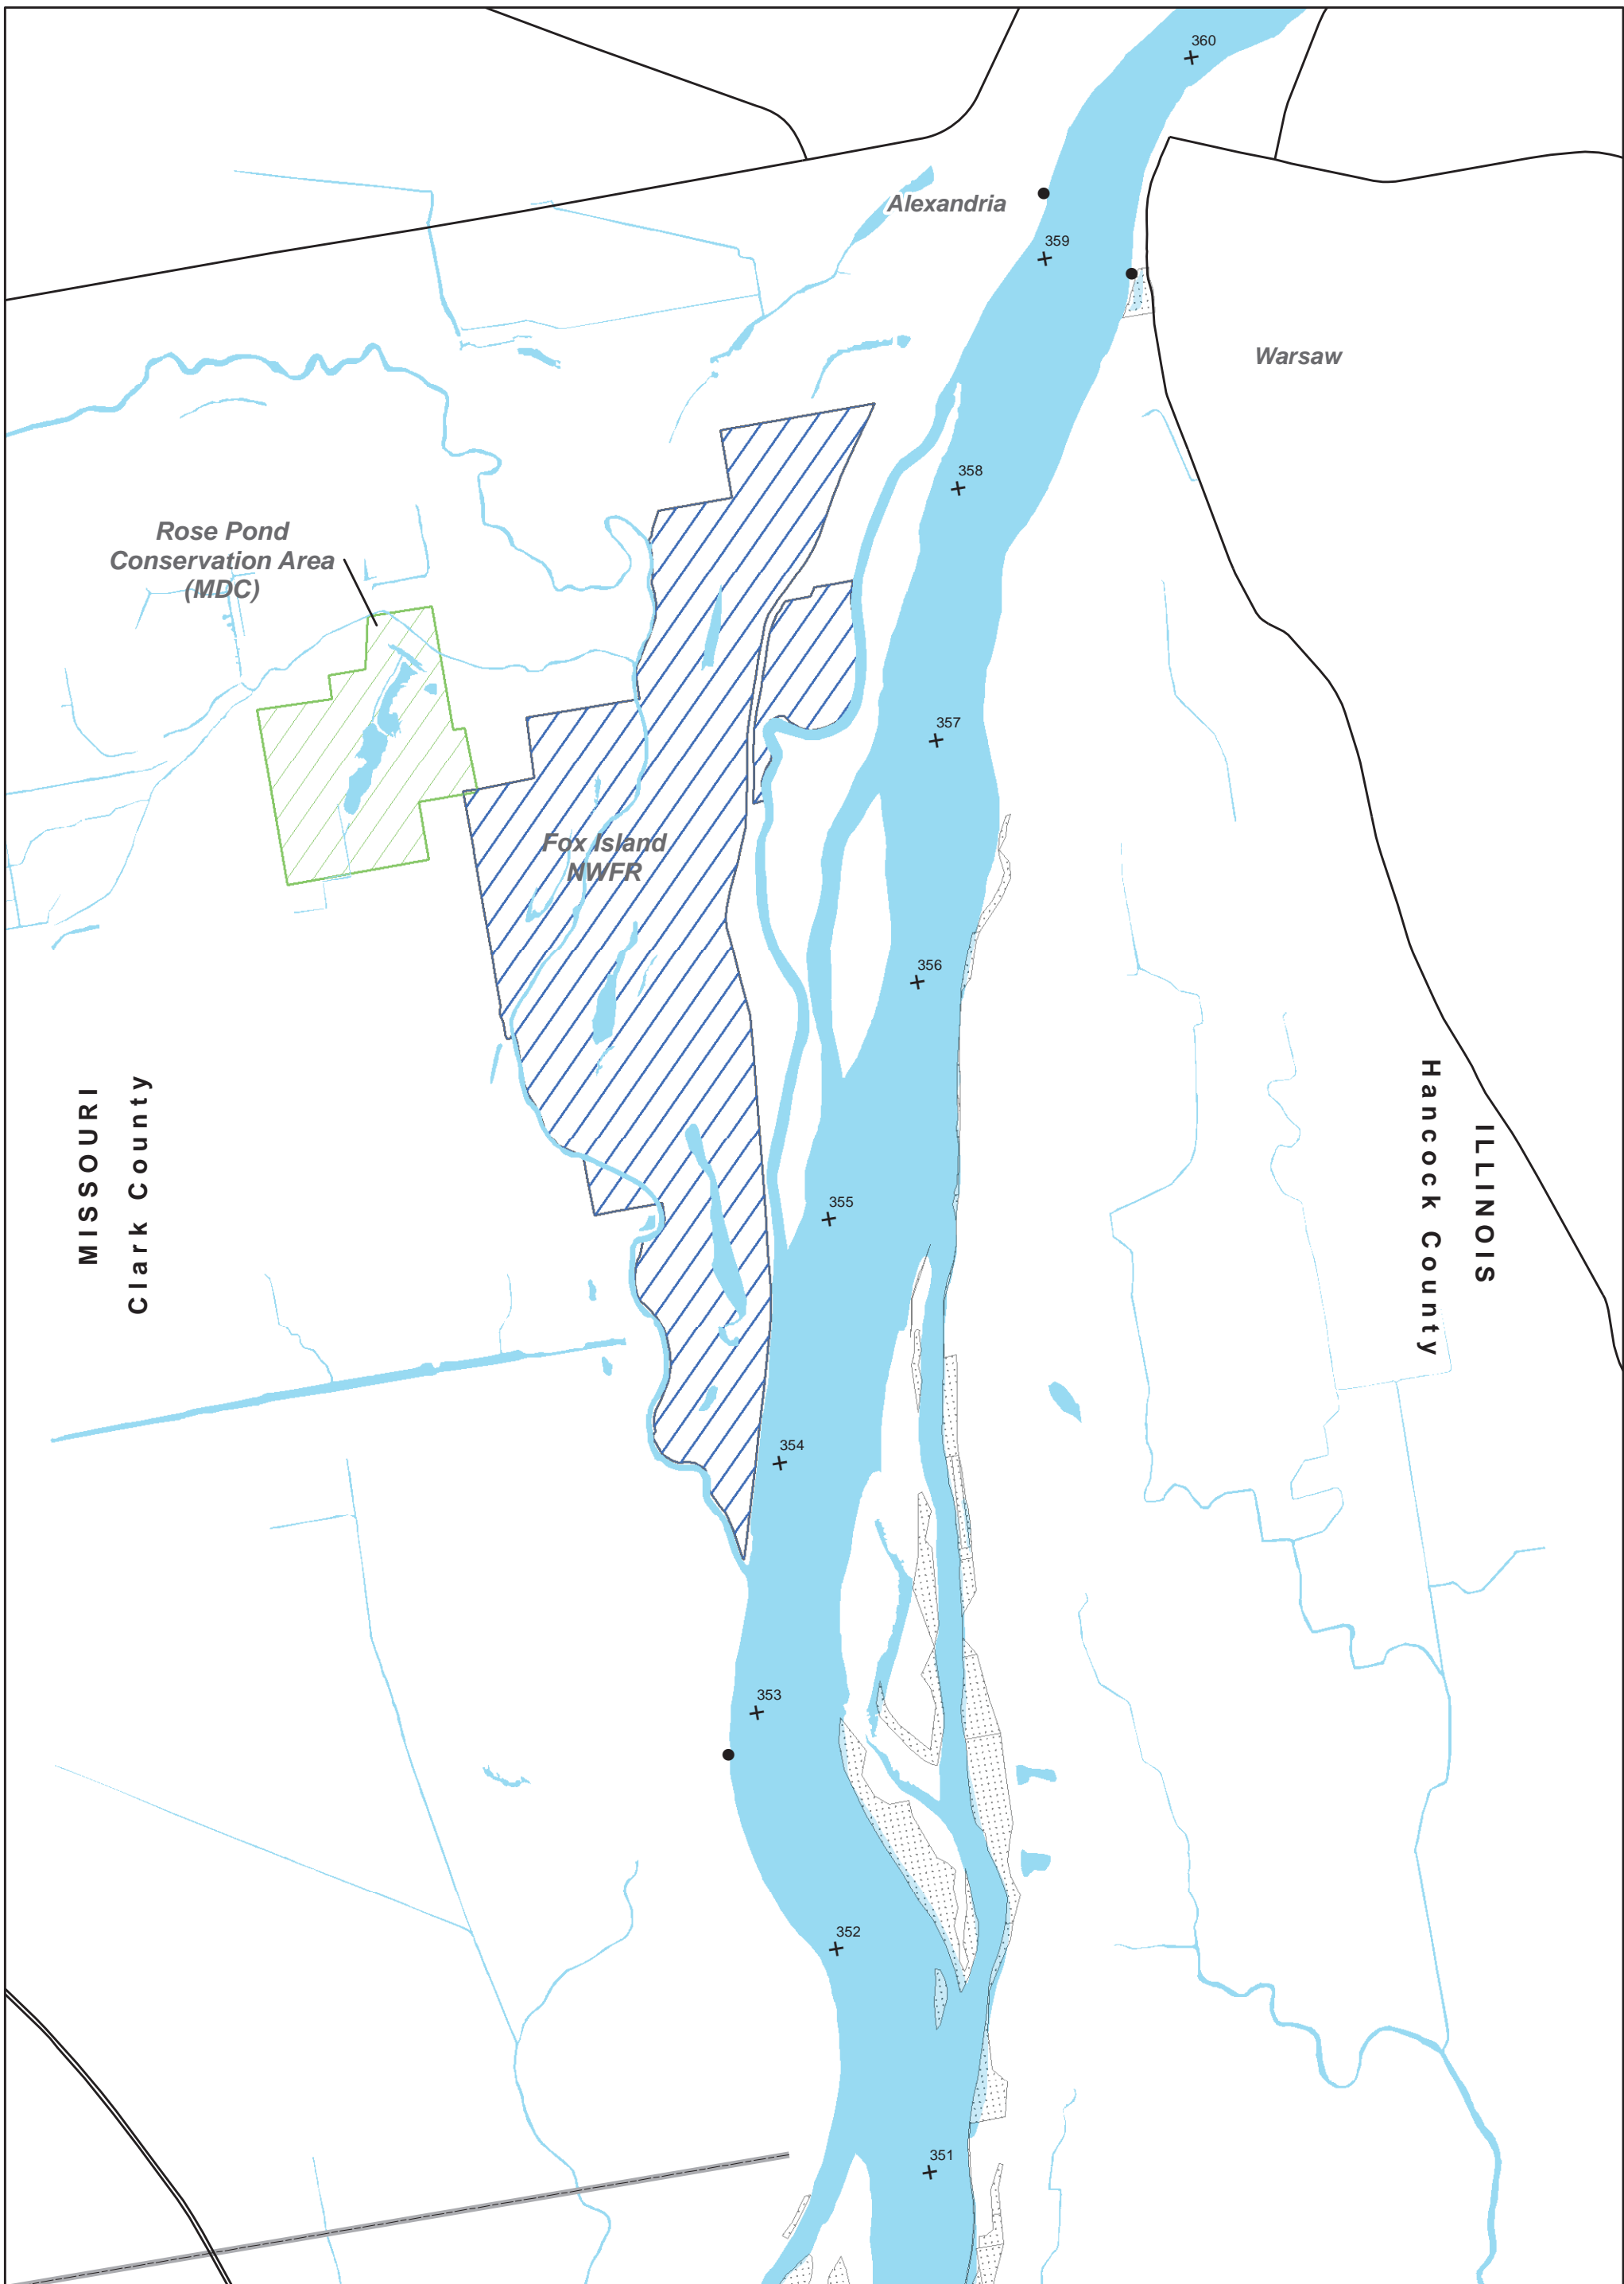 360
Alexandria
359
Warsaw
358
Rose Pond
Conservation Area
(MDC)
357
Fox Island
NWFR
356
MISSOURI
Clark County
Hancock County
ILLINOIS
355
354
353
352
351